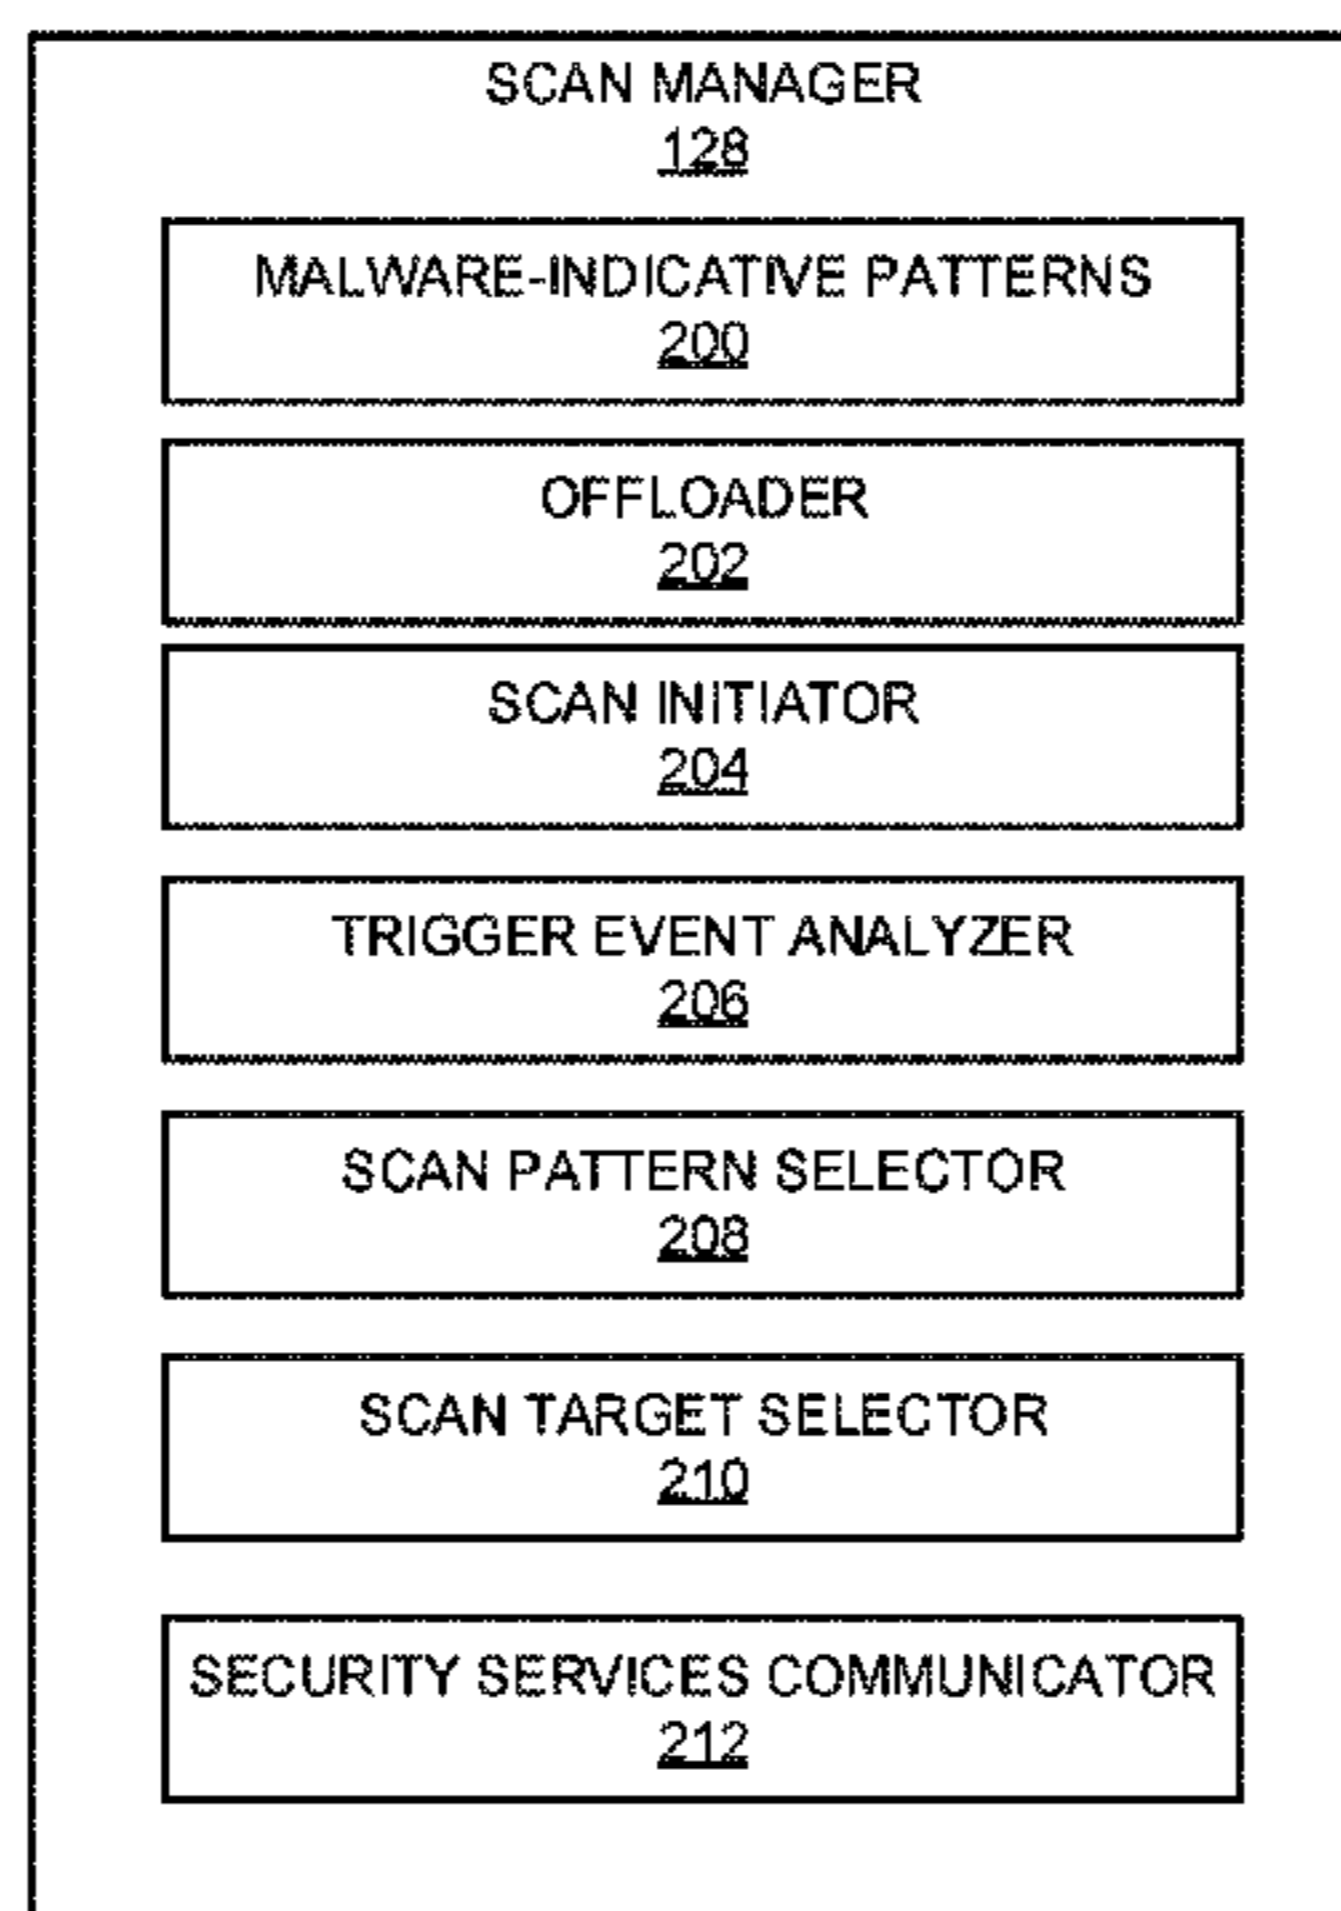 SCAN MANAGER
128
MALWARE-INDICATIVE PATTERNS
200
OFFLOADER
202
SCAN INITIATOR
204
TRIGGER EVENT ANALYZER
206
SCAN PATTERN SELECTOR
208
SCAN TARGET SELECTOR
210
SECURITY SERVICES COMMUNICATOR
212